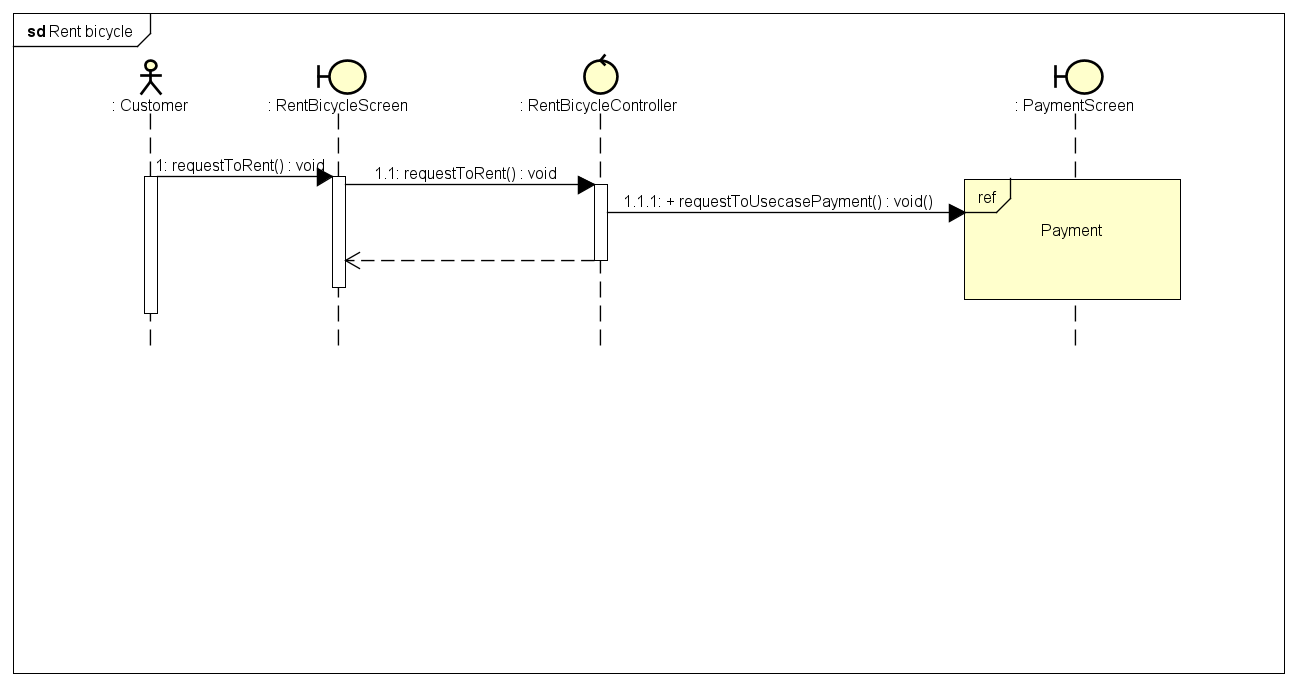 sd Rent bicycle
: Customer
: RentBicycleScreen
: RentBicycleController
: PaymentScreen
1: requestToRent() : void
1.1: requestToRent() : void
1.1.1: + requestToUsecasePayment() : void()
ref
Payment